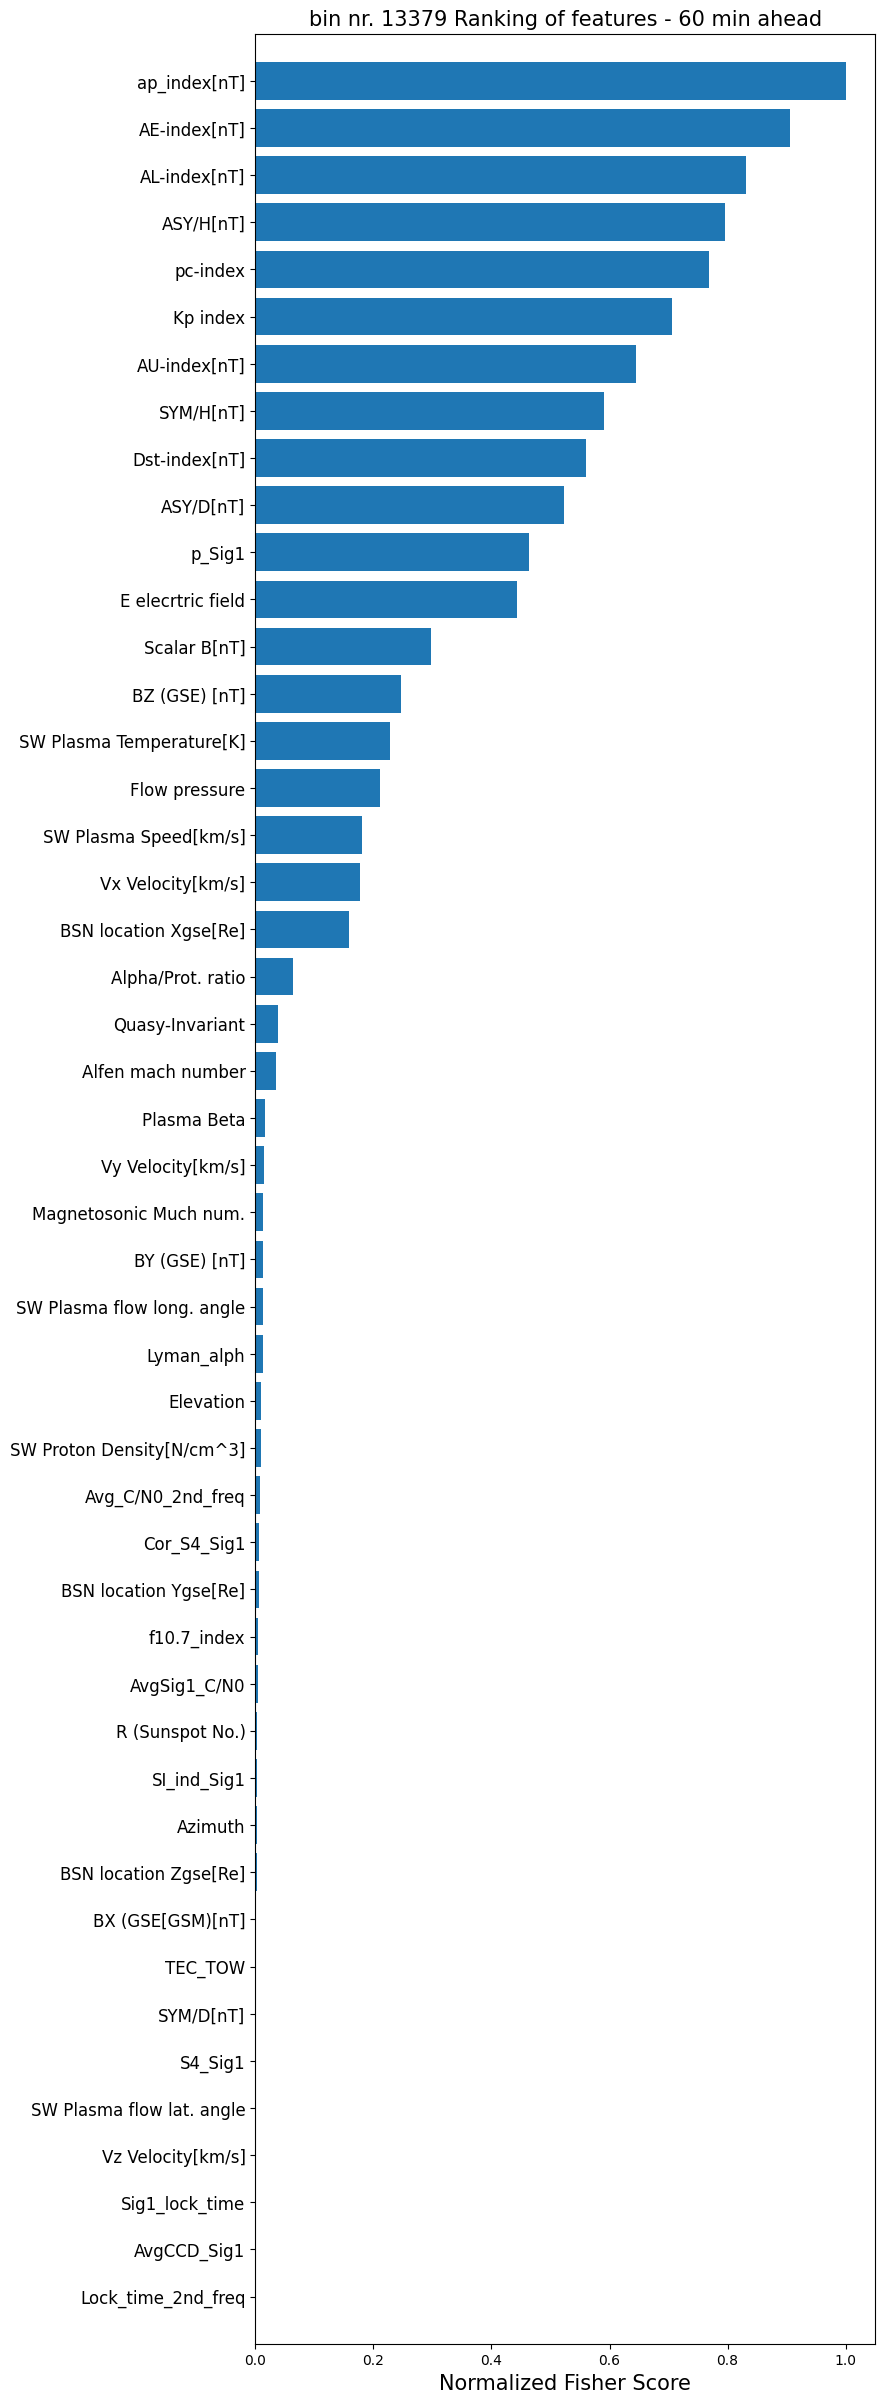 bin nr. 13379 Ranking of features - 60 min ahead
ap_index[nT]
AE-index[nT]
AL-index[nT]
ASY/H[nT]
pc-index
Kp index
AU-index[nT]
SYM/H[nT]
Dst-index[nT]
ASY/D[nT]
p_Sig1
E elecrtric field
Scalar B[nT]
BZ (GSE) [nT]
SW Plasma Temperature[K]
Flow pressure
SW Plasma Speed[km/s]
Vx Velocity[km/s]
BSN location Xgse[Re]
Alpha/Prot. ratio
Quasy-Invariant
Alfen mach number
Plasma Beta
Vy Velocity[km/s]
Magnetosonic Much num.
BY (GSE) [nT]
SW Plasma flow long. angle
Lyman_alph
Elevation
SW Proton Density[N/cm^3]
Avg_C/N0_2nd_freq
Cor_S4_Sig1
BSN location Ygse[Re]
f10.7_index
AvgSig1_C/N0
R (Sunspot No.)
SI_ind_Sig1
Azimuth
BSN location Zgse[Re]
BX (GSE[GSM)[nT]
TEC_TOW
SYM/D[nT]
S4_Sig1
SW Plasma flow lat. angle
Vz Velocity[km/s]
Sig1_lock_time
AvgCCD_Sig1
Lock_time_2nd_freq
0.0 0.2 0.4 0.6 0.8 1.0
Normalized Fisher Score